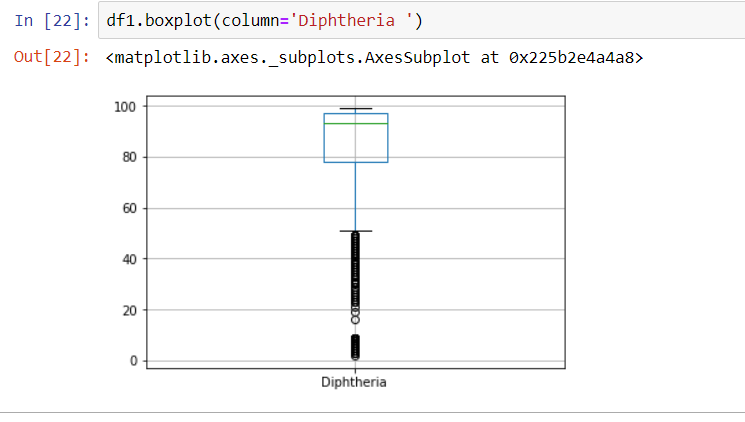 In [22]: df1.boxplot(column='Diphtheria ')
Out[22]: <matplotlib.axes._subplots.AxesSubplot at 0x225b2e4a4a8>
100
80
60
40
20
0
Diphtheria